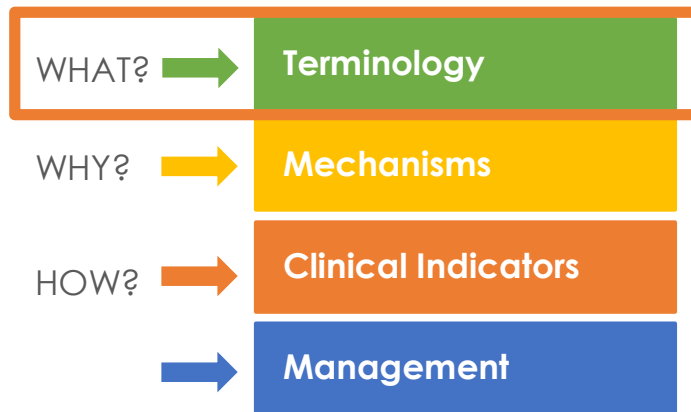 WHAT? Terminology
WHY? Mechanisms
HOW? Clinical Indicators
Management